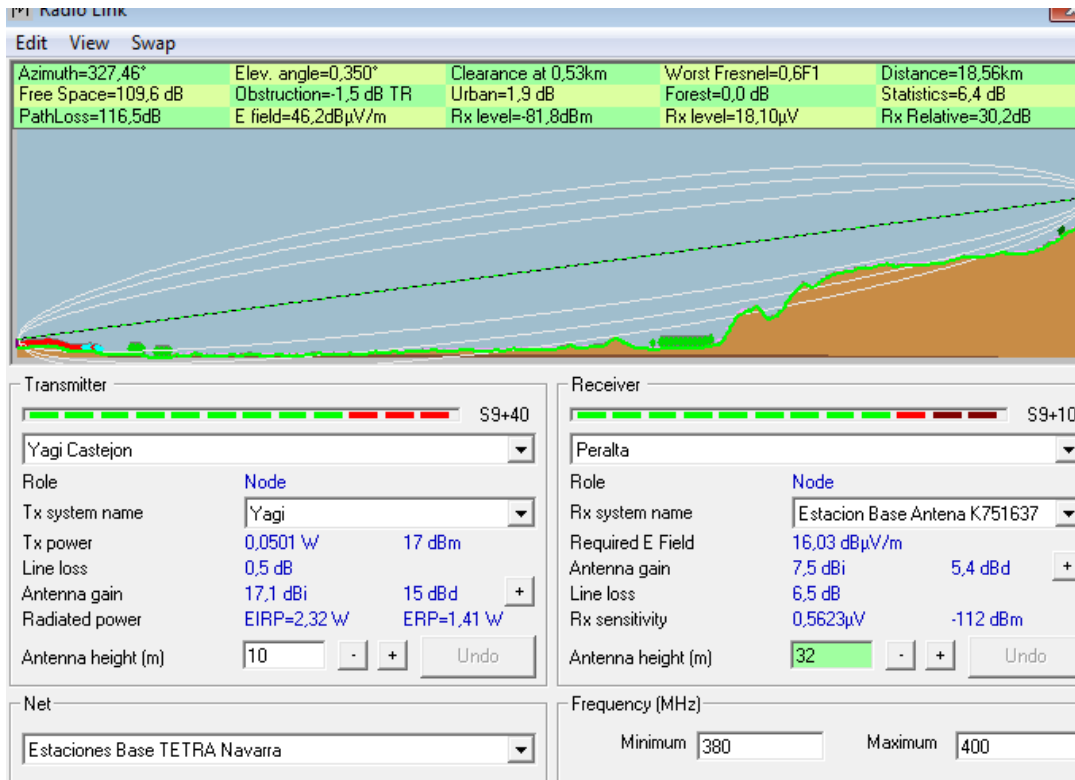 Radio Link
Edit View Swap
Azimuth=327,46° Elev. angle=0,350° Clearance at 0,53km Worst Fresnel=0,6F1 Distance=18,56km
Free Space=109,6 dB Obstruction=-1,5 dB TR Urban=1,9 dB Forest=0,0 dB Statistics=6,4 dB
PathLoss=116,5dB E field=46,2dBµV/m Rx level=-81,8dBm Rx level=18,10µV Rx Relative=30,2dB
Transmitter Receiver
S9+40 S9+10
Yagi Castejon Peralta
Role Node Role Node
Tx system name Yagi Rx system name Estacion Base Antena K751637
Tx power 0,0501 W 17 dBm Required E Field 16,03 dBµV/m
Line loss 0,5 dB Antenna gain 7,5 dBi 5,4 dBd +
Antenna gain 17,1 dBi 15 dBd + Line loss 6,5 dB
Radiated power EIRP=2,32 W ERP=1,41 W Rx sensitivity 0,5623µV -112 dBm
Antenna height (m) 10 - + Undo Antenna height (m) 32 - + Undo
Net Frequency (MHz)
Estaciones Base TETRA Navarra Minimum 380 Maximum 400